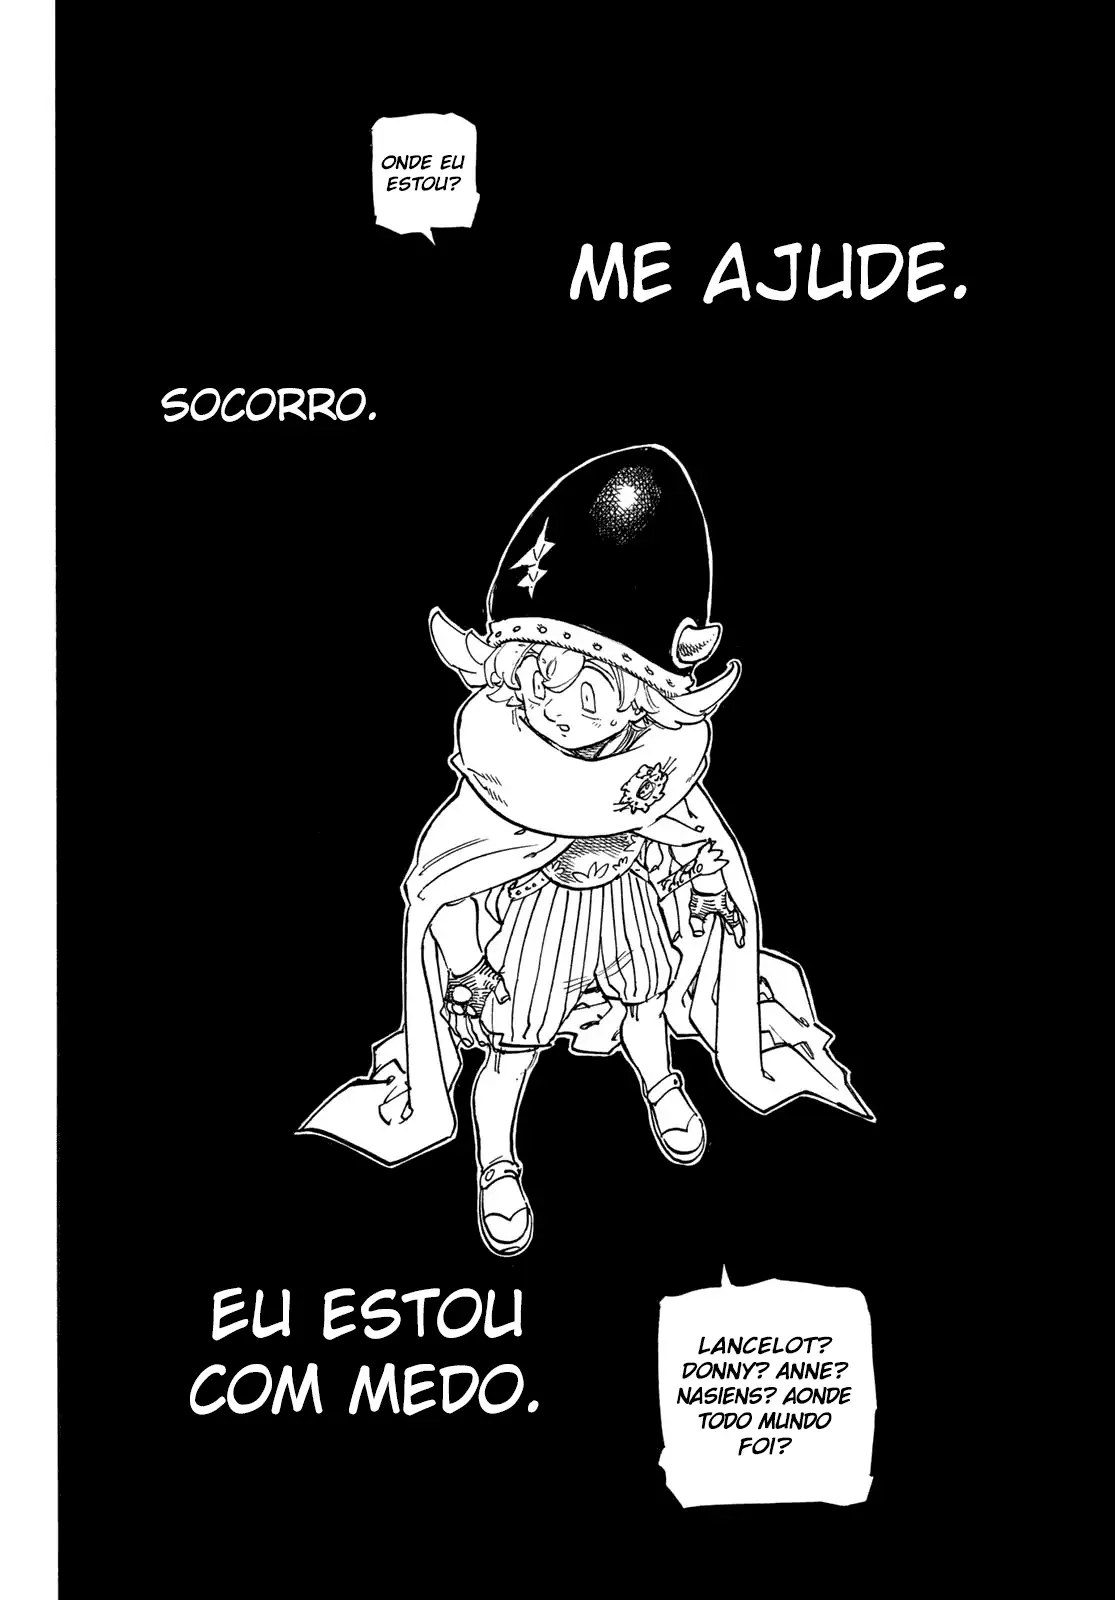 ONDE EU
ESTOU?
ME AJUDE.
SOCORRO.
EU ESTOU
COM MEDO.
LANCELOT?
DONNY? ANNE?
NASIENS? AONDE
TODO MUNDO
FOI?